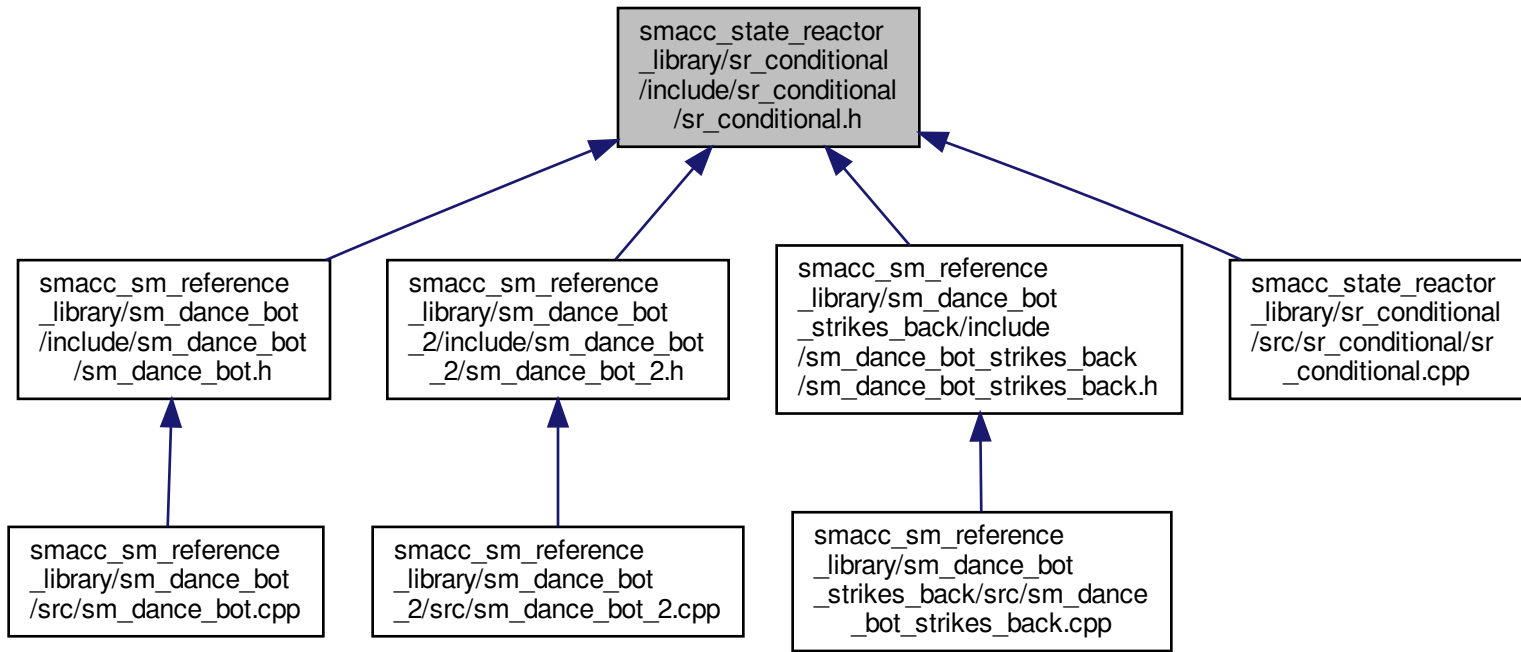 smacc_state_reactor
_library/sr_conditional
/include/sr_conditional
/sr_conditional.h
smacc_sm_reference
_library/sm_dance_bot
/include/sm_dance_bot
/sm_dance_bot.h
smacc_sm_reference
_library/sm_dance_bot
_2/include/sm_dance_bot
_2/sm_dance_bot_2.h
smacc_sm_reference
_library/sm_dance_bot
_strikes_back/include
/sm_dance_bot_strikes_back
/sm_dance_bot_strikes_back.h
smacc_state_reactor
_library/sr_conditional
/src/sr_conditional/sr
_conditional.cpp
smacc_sm_reference
_library/sm_dance_bot
/src/sm_dance_bot.cpp
smacc_sm_reference
_library/sm_dance_bot
_2/src/sm_dance_bot_2.cpp
smacc_sm_reference
_library/sm_dance_bot
_strikes_back/src/sm_dance
_bot_strikes_back.cpp